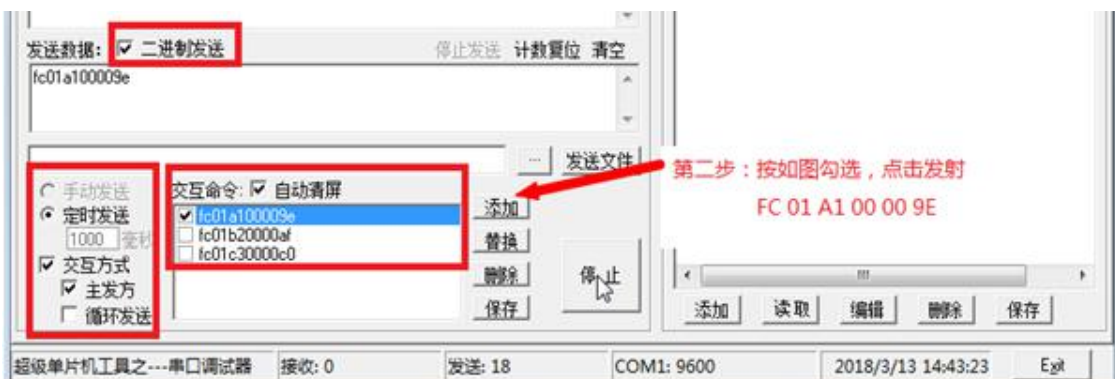 发送数据: 二进制发送 停止发送 计数复位 清空
fc01a100009e
... 发送文件
第二步：按如图勾选，点击发射
FC 01 A1 00 00 9E
手动发送
定时发送
1000 毫秒
交互方式
主发方
循环发送
交互命令: 自动清屏
fc01a100009e
fc01b20000af
fc01c30000c0
添加
替换
删除
保存
停止
添加 读取 编辑 删除 保存
超级单片机工具之---串口调试器 接收: 0 发送: 18 COM1: 9600 2018/3/13 14:43:23 Exit